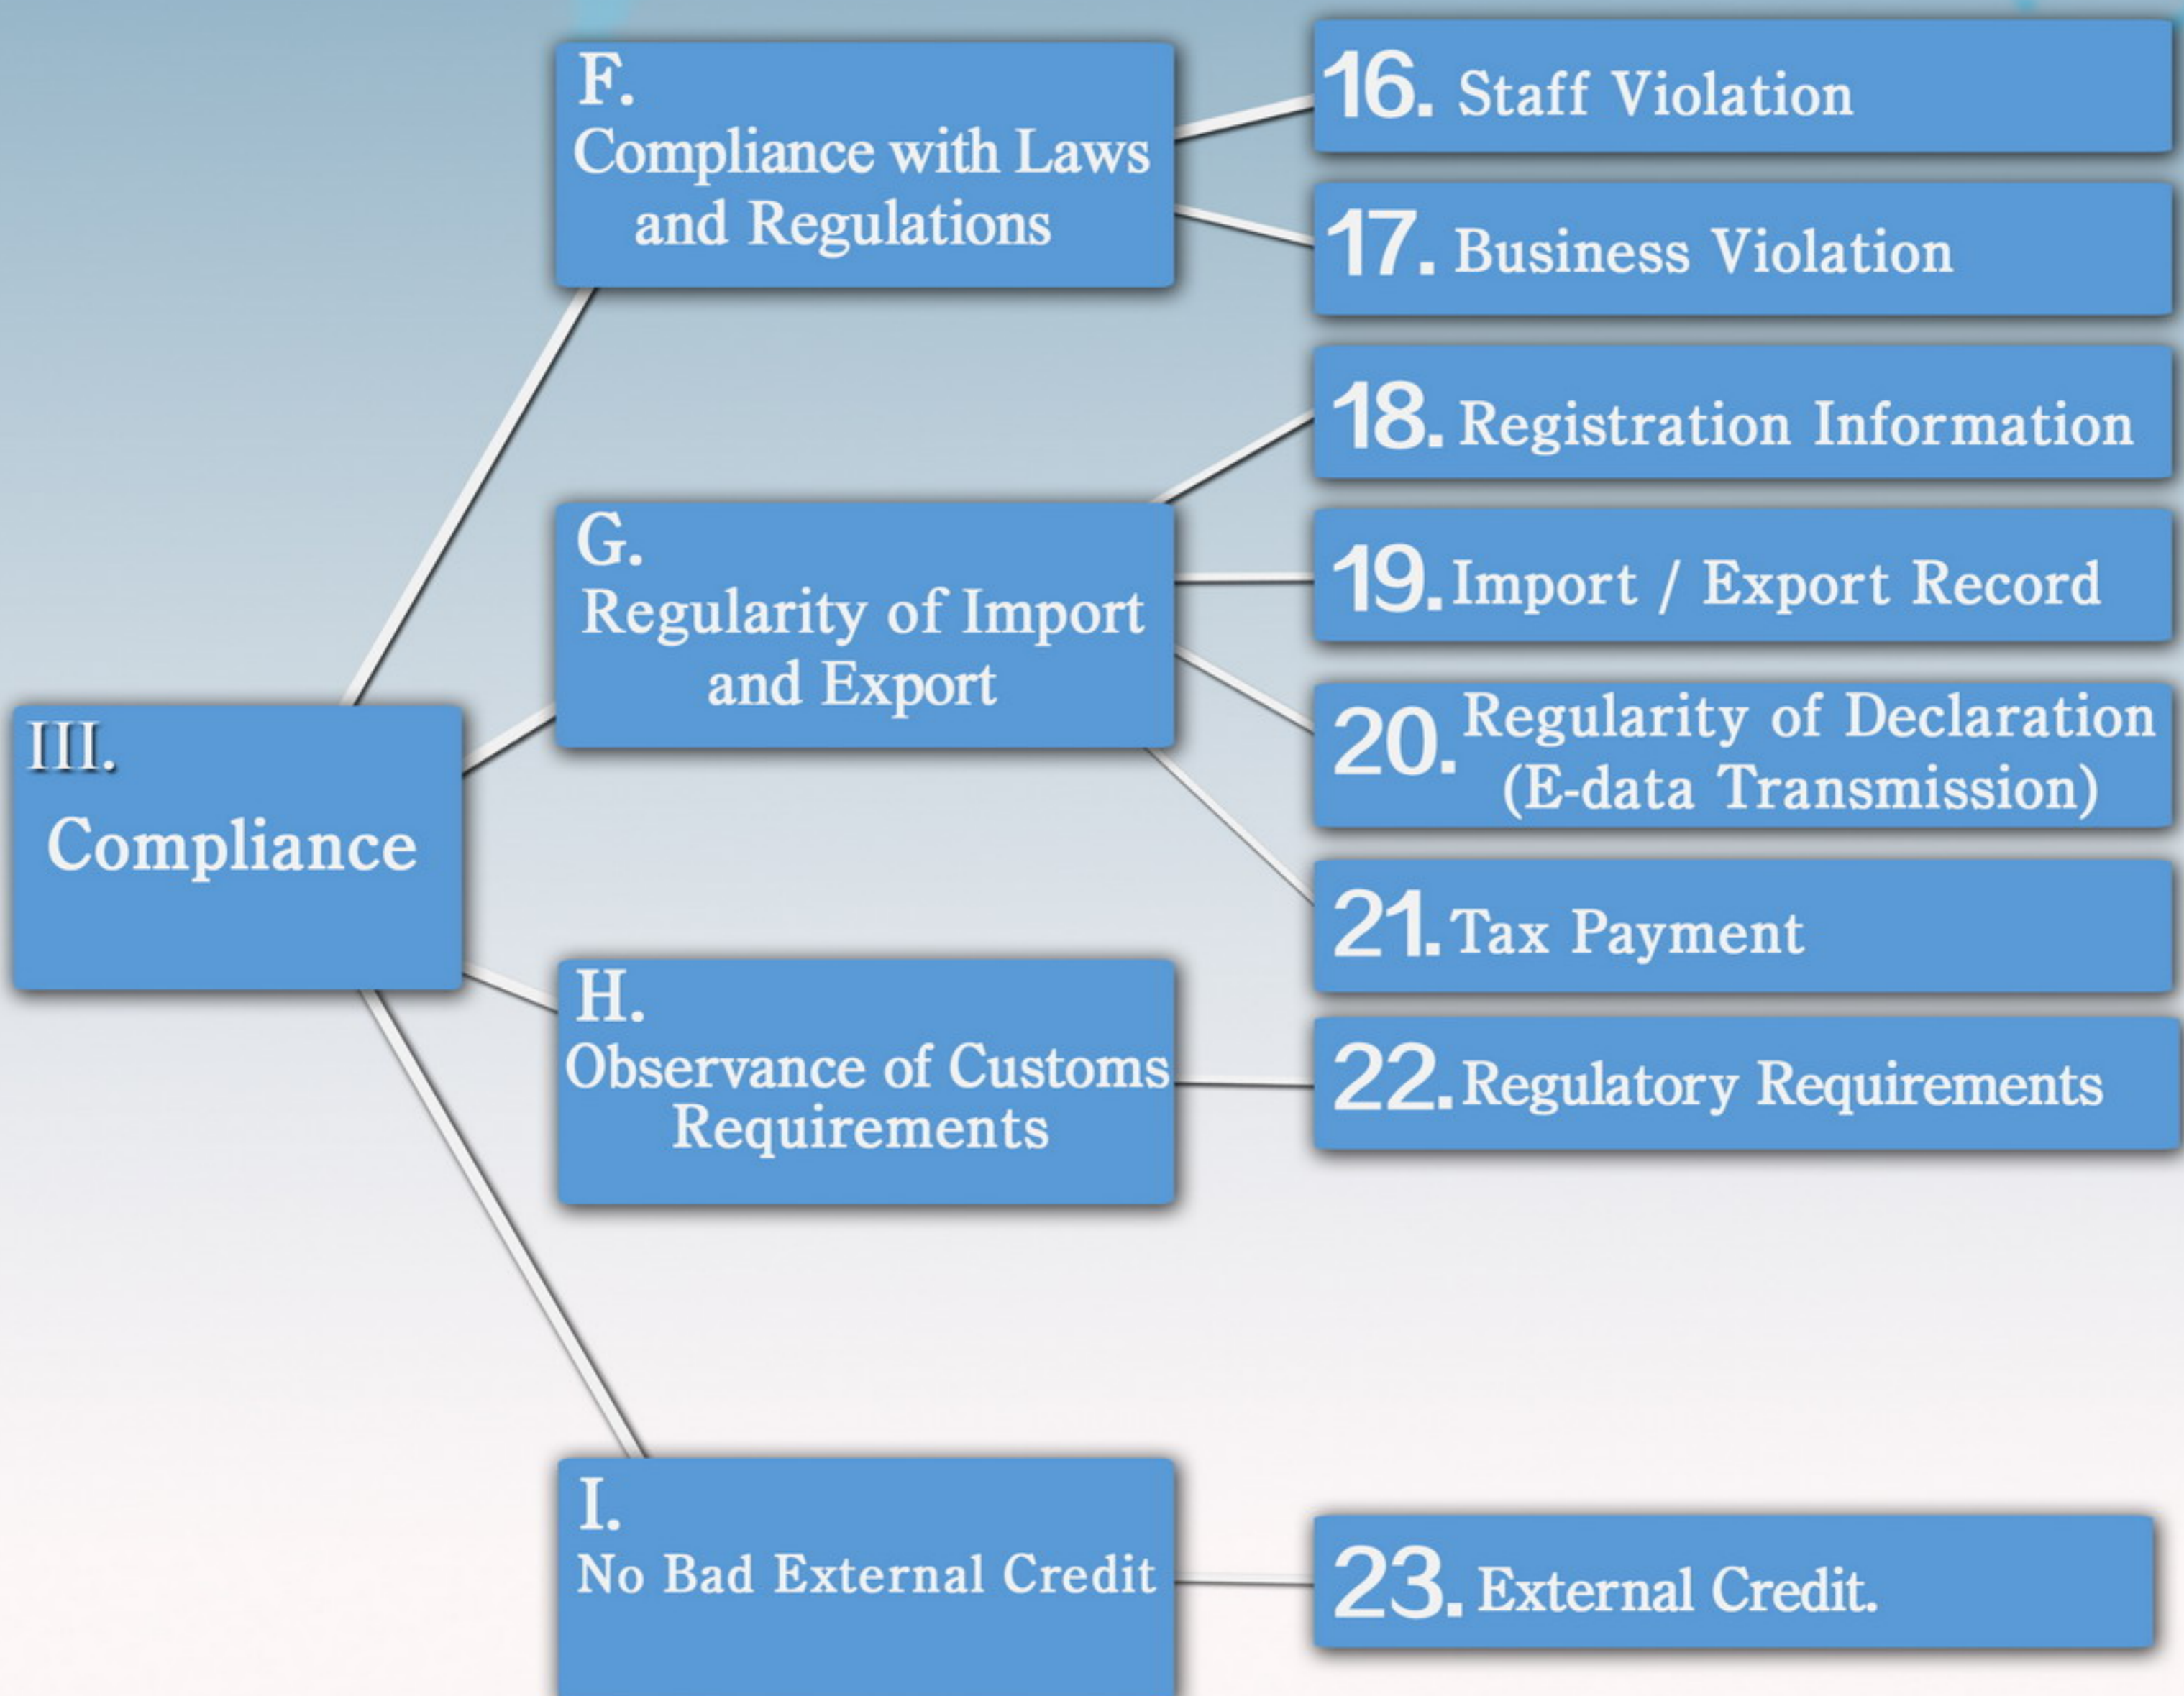 III.
Compliance
F.
Compliance with Laws
and Regulations
16. Staff Violation
17. Business Violation
G.
Regularity of Import
and Export
18. Registration Information
19. Import / Export Record
20. Regularity of Declaration
(E-data Transmission)
21. Tax Payment
H.
Observance of Customs
Requirements
22. Regulatory Requirements
I.
No Bad External Credit
23. External Credit.